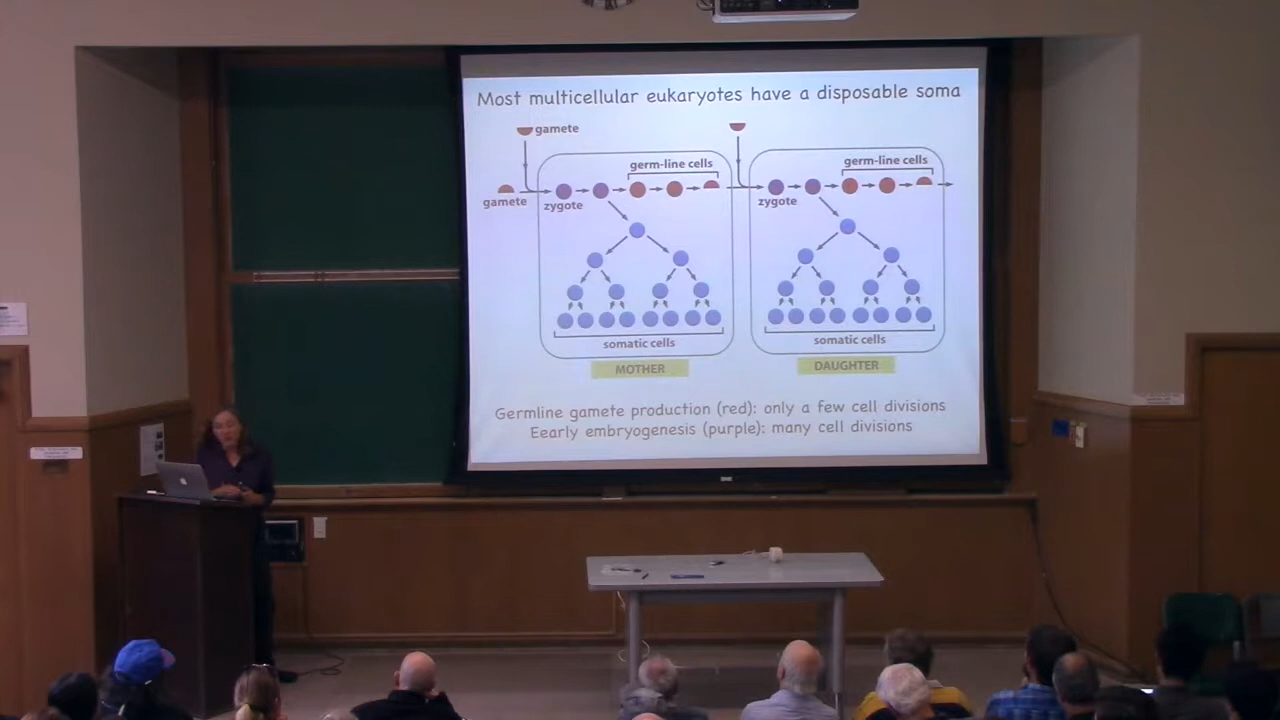 Most multicellular eukaryotes have a disposable soma
gamete
germ-line cells
germ-line cells
gamete
zygote
zygote
somatic cells
somatic cells
MOTHER
DAUGHTER
Germline gamete production (red): only a few cell divisions
Eearly embryogenesis (purple): many cell divisions